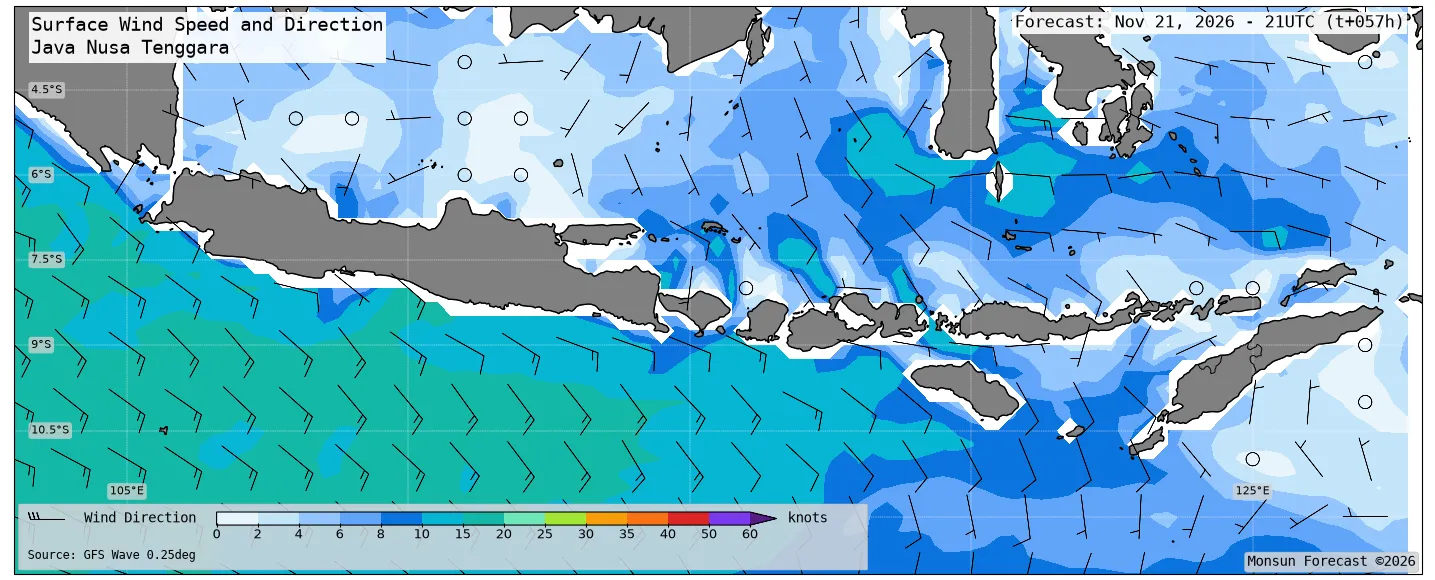 Surface Wind Speed and Direction
Java Nusa Tenggara
Forecast: Nov 21, 2026 - 21UTC (t+057h)
4.5°S
6°S
7.5°S
9°S
10.5°S
105°E
125°E
Wind Direction
0 2 4 6 8 10 15 20 25 30 35 40 50 60
knots
Source: GFS Wave 0.25deg
Monsun Forecast ©2026